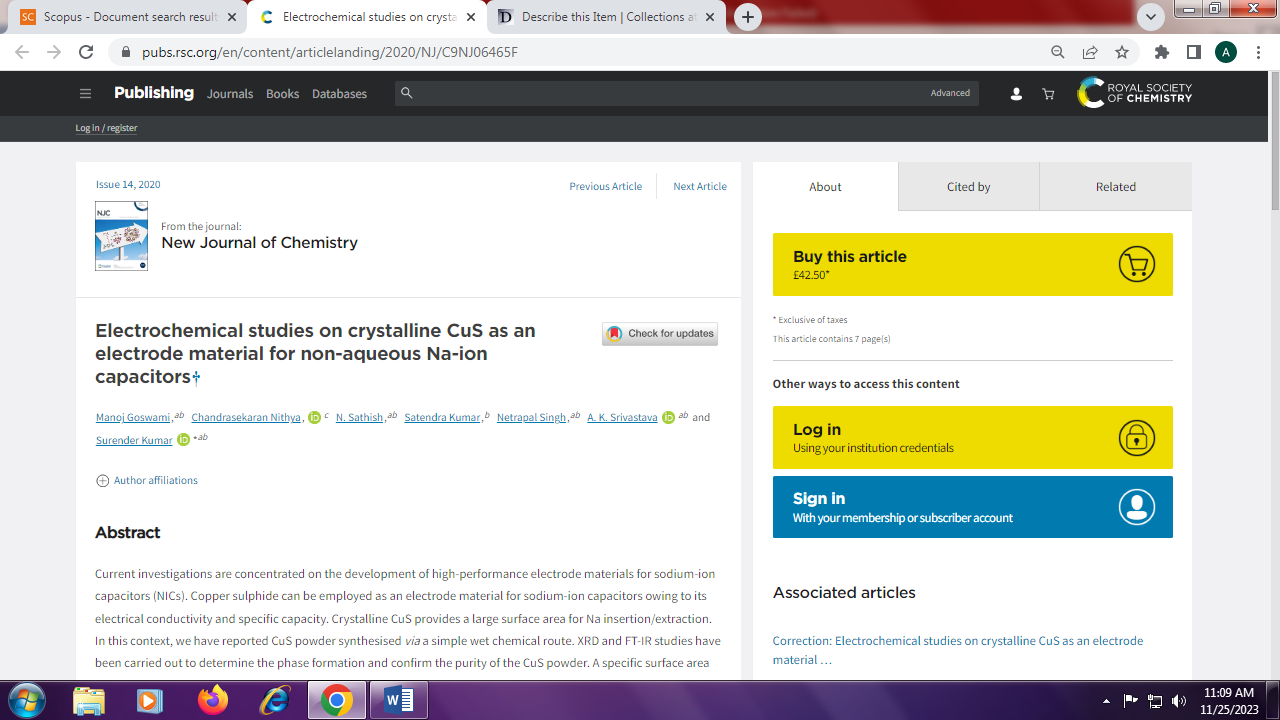 Scopus - Document search result
Electrochemical studies on crysta
Describe this Item | Collections a
pubs.rsc.org/en/content/articlelanding/2020/NJ/C9NJ06465F
A
Publishing
Journals
Books
Databases
Advanced
ROYAL SOCIETY
OF CHEMISTRY
Log in / register
Issue 14, 2020
Previous Article
Next Article
NJC
From the journal:
New Journal of Chemistry
Electrochemical studies on crystalline CuS as an
electrode material for non-aqueous Na-ion
capacitors†
Check for updates
Manoj Goswami,ab Chandrasekaran Nithya, iD c N. Sathish,ab Satendra Kumar,b Netrapal Singh,ab A. K. Srivastava iD ab and
Surender Kumar iD *ab
Author affiliations
Abstract
Current investigations are concentrated on the development of high-performance electrode materials for sodium-ion
capacitors (NICs). Copper sulphide can be employed as an electrode material for sodium-ion capacitors owing to its
electrical conductivity and specific capacity. Crystalline CuS provides a large surface area for Na insertion/extraction.
In this context, we have reported CuS powder synthesised via a simple wet chemical route. XRD and FT-IR studies have
been carried out to determine the phase formation and confirm the purity of the CuS powder. A specific surface area
About
Cited by
Related
Buy this article
£42.50*
* Exclusive of taxes
This article contains 7 page(s)
Other ways to access this content
Log in
Using your institution credentials
Sign in
With your membership or subscriber account
Associated articles
Correction: Electrochemical studies on crystalline CuS as an electrode
material …
11:09 AM
11/25/2023